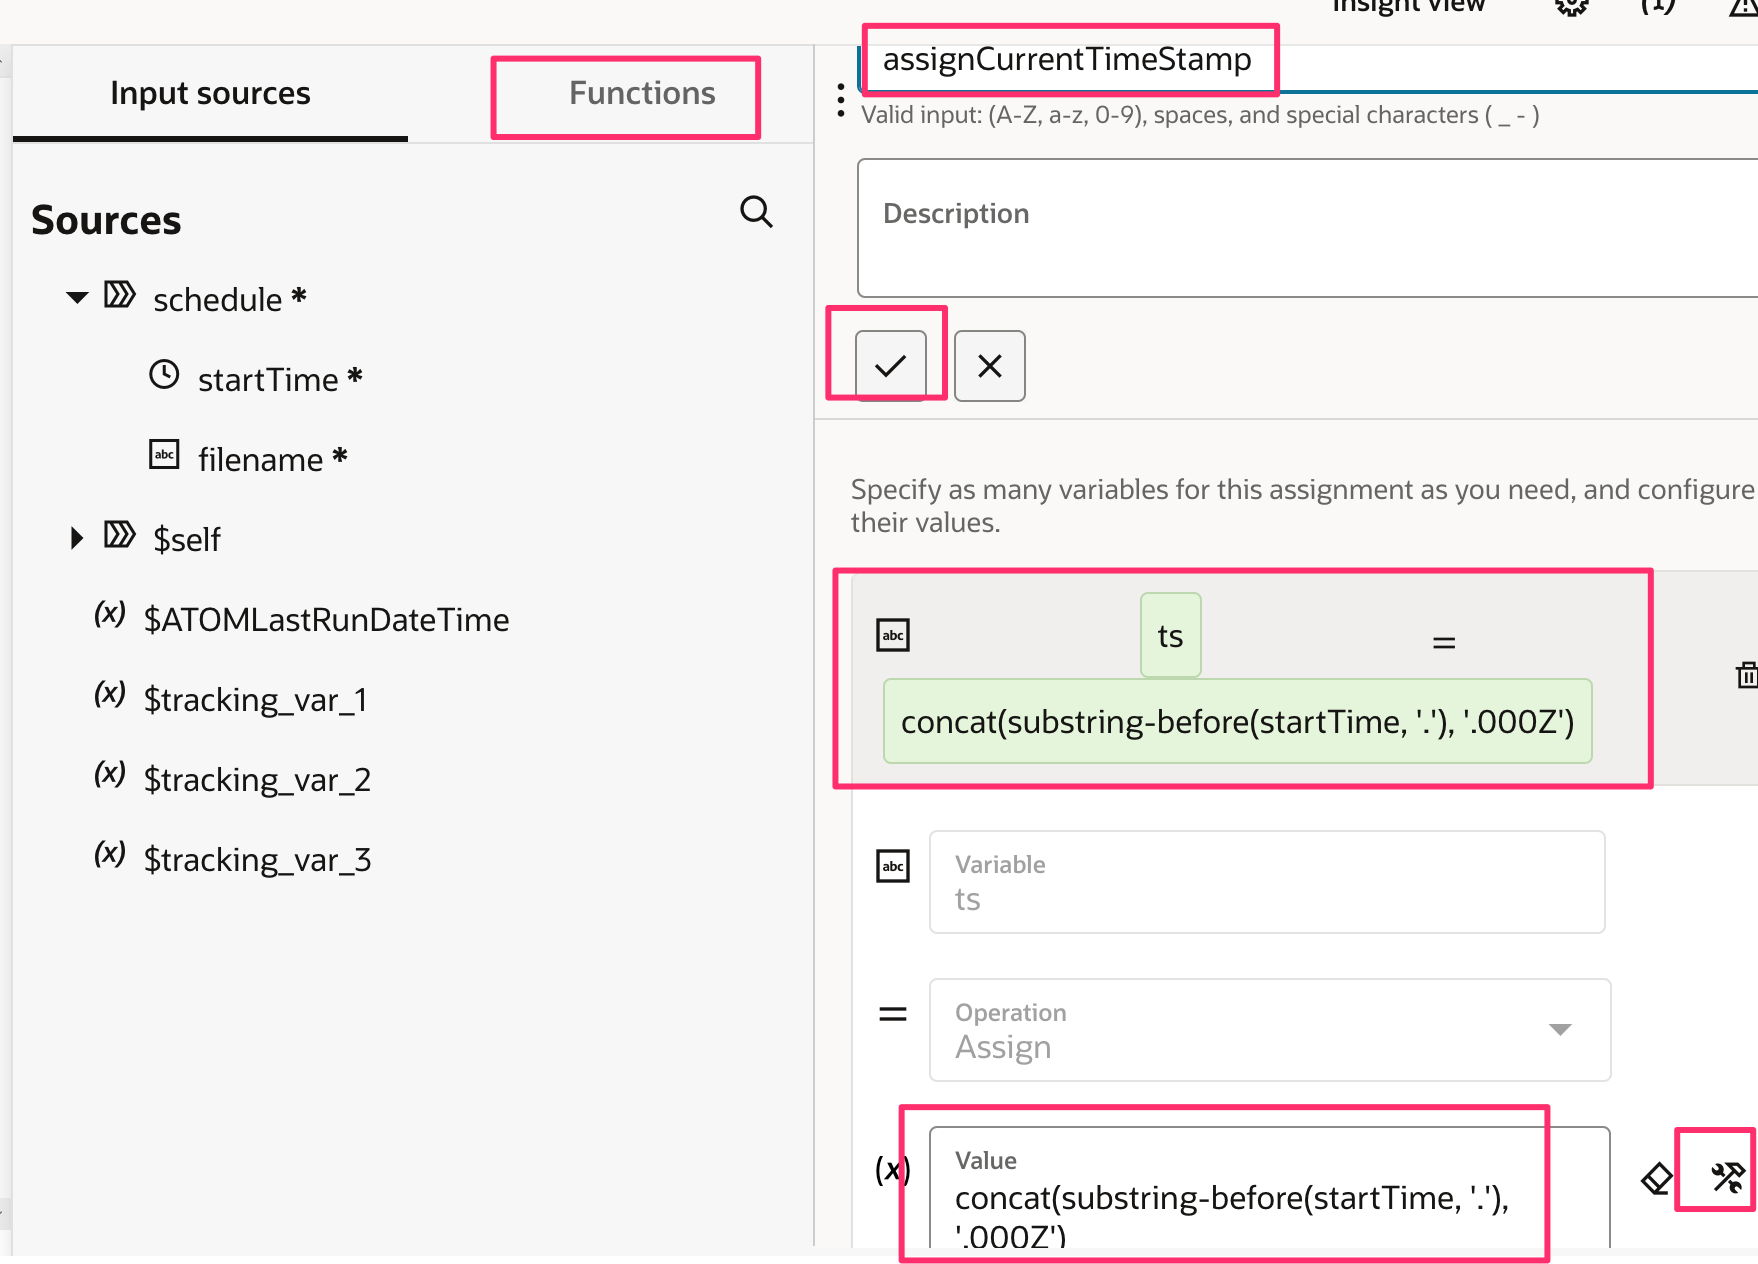 Insight view
(1)
Input sources
Functions
Sources
schedule *
startTime *
abc
filename *
$self
(x) $ATOMLastRunDateTime
(x) $tracking_var_1
(x) $tracking_var_2
(x) $tracking_var_3
assignCurrentTimeStamp
Valid input: (A-Z, a-z, 0-9), spaces, and special characters ( _ - )
Description
Specify as many variables for this assignment as you need, and configure
their values.
abc
ts
=
concat(substring-before(startTime, '.'), '.000Z')
abc
Variable
ts
=
Operation
Assign
(x)
Value
concat(substring-before(startTime, '.'),
'.000Z')